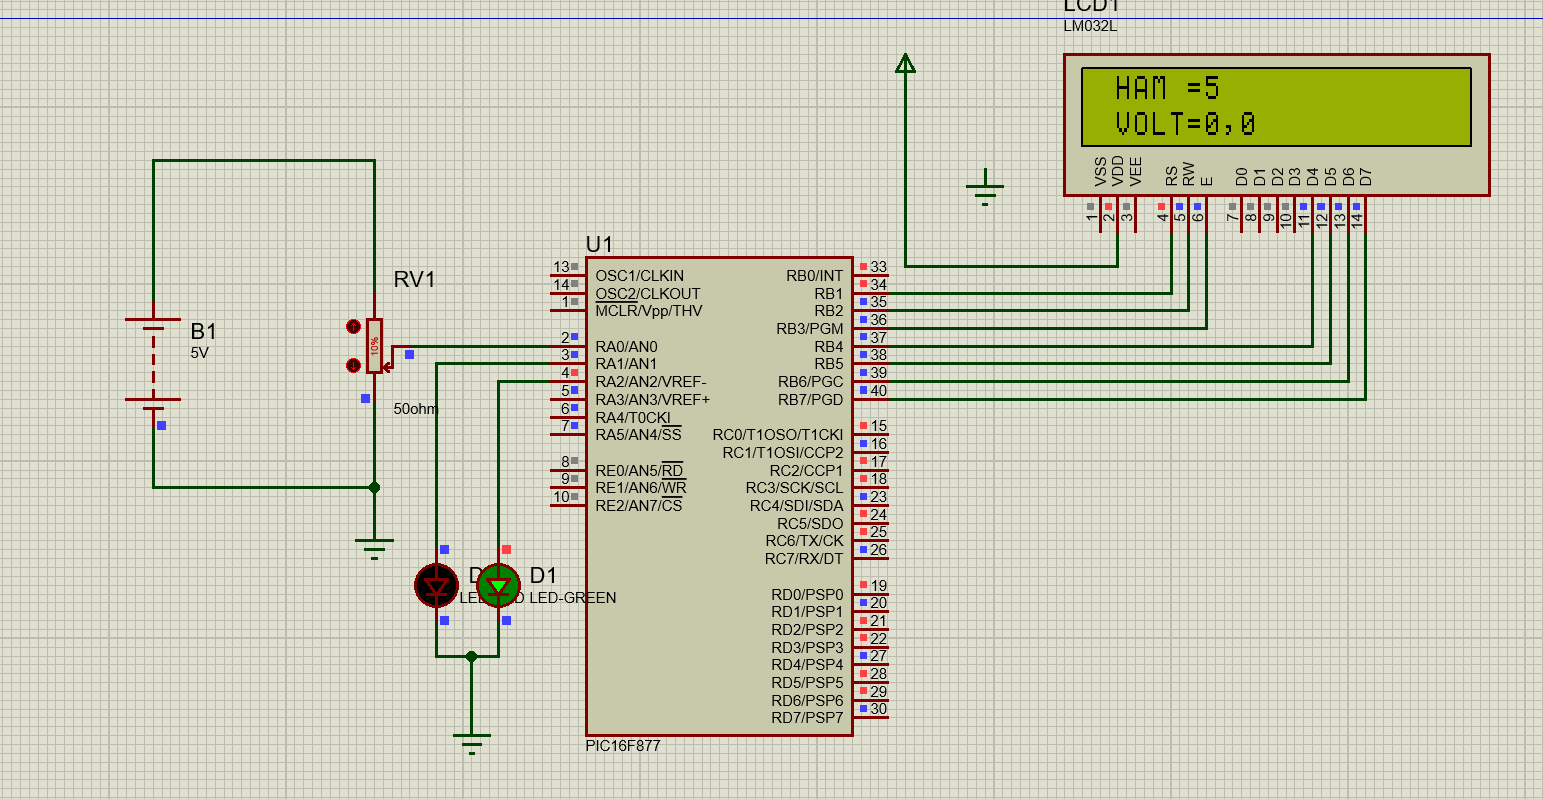 LCD1
LM032L
HAM =5
VOLT=0,0
VSS
VDD
VEE
RS
RW
E
D0
D1
D2
D3
D4
D5
D6
D7
1
2
3
4
5
6
7
8
9
10
11
12
13
14
B1
5V
RV1
10%
50ohm
U1
13 OSC1/CLKIN
14 OSC2/CLKOUT
1 MCLR/Vpp/THV
2 RA0/AN0
3 RA1/AN1
4 RA2/AN2/VREF-
5 RA3/AN3/VREF+
6 RA4/T0CKI
7 RA5/AN4/SS
8 RE0/AN5/RD
9 RE1/AN6/WR
10 RE2/AN7/CS
RB0/INT 33
RB1 34
RB2 35
RB3/PGM 36
RB4 37
RB5 38
RB6/PGC 39
RB7/PGD 40
RC0/T1OSO/T1CKI 15
RC1/T1OSI/CCP2 16
RC2/CCP1 17
RC3/SCK/SCL 18
RC4/SDI/SDA 23
RC5/SDO 24
RC6/TX/CK 25
RC7/RX/DT 26
RD0/PSP0 19
RD1/PSP1 20
RD2/PSP2 21
RD3/PSP3 22
RD4/PSP4 27
RD5/PSP5 28
RD6/PSP6 29
RD7/PSP7 30
PIC16F877
D1
LED-GREEN